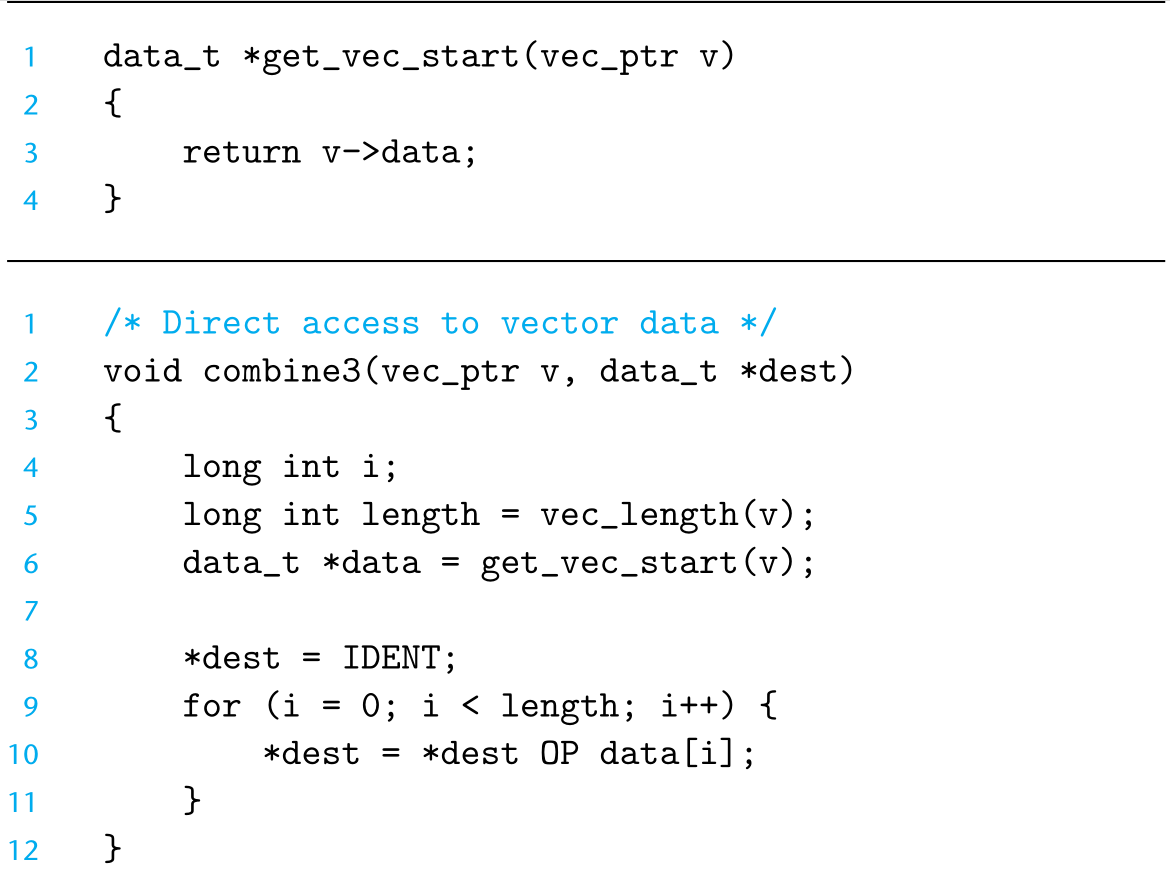 1 data_t *get_vec_start(vec_ptr v)
2 {
3     return v->data;
4 }
1 /* Direct access to vector data */
2 void combine3(vec_ptr v, data_t *dest)
3 {
4     long int i;
5     long int length = vec_length(v);
6     data_t *data = get_vec_start(v);
7
8     *dest = IDENT;
9     for (i = 0; i < length; i++) {
10         *dest = *dest OP data[i];
11     }
12 }